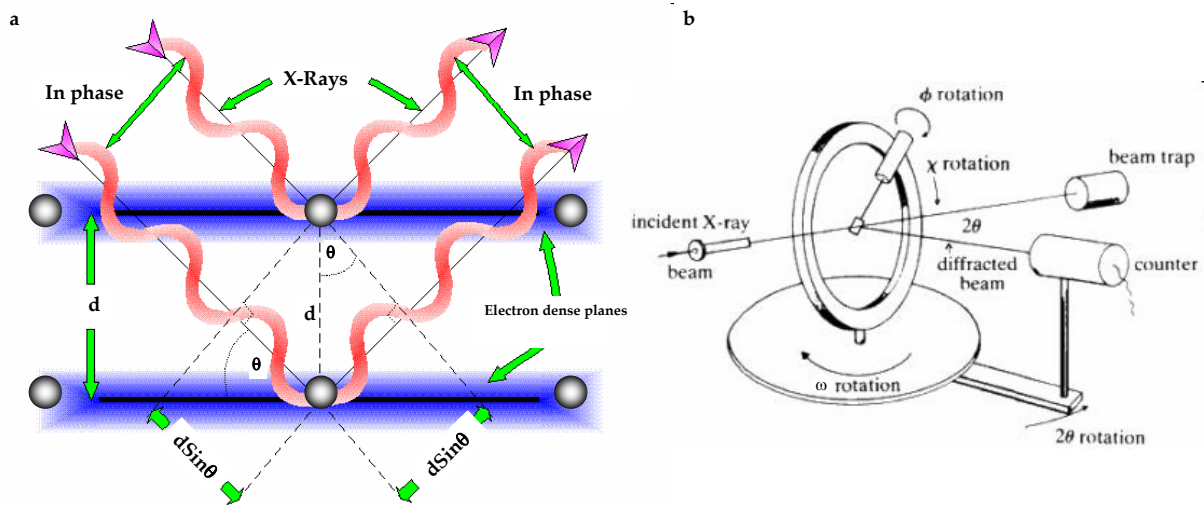 a
X-Rays
In phase
In phase
θ
d
d
Electron dense planes
θ
dSinθ
dSinθ
b
ϕ rotation
χ rotation
beam trap
incident X-ray
beam
2θ
diffracted
beam
counter
ω rotation
2θ rotation